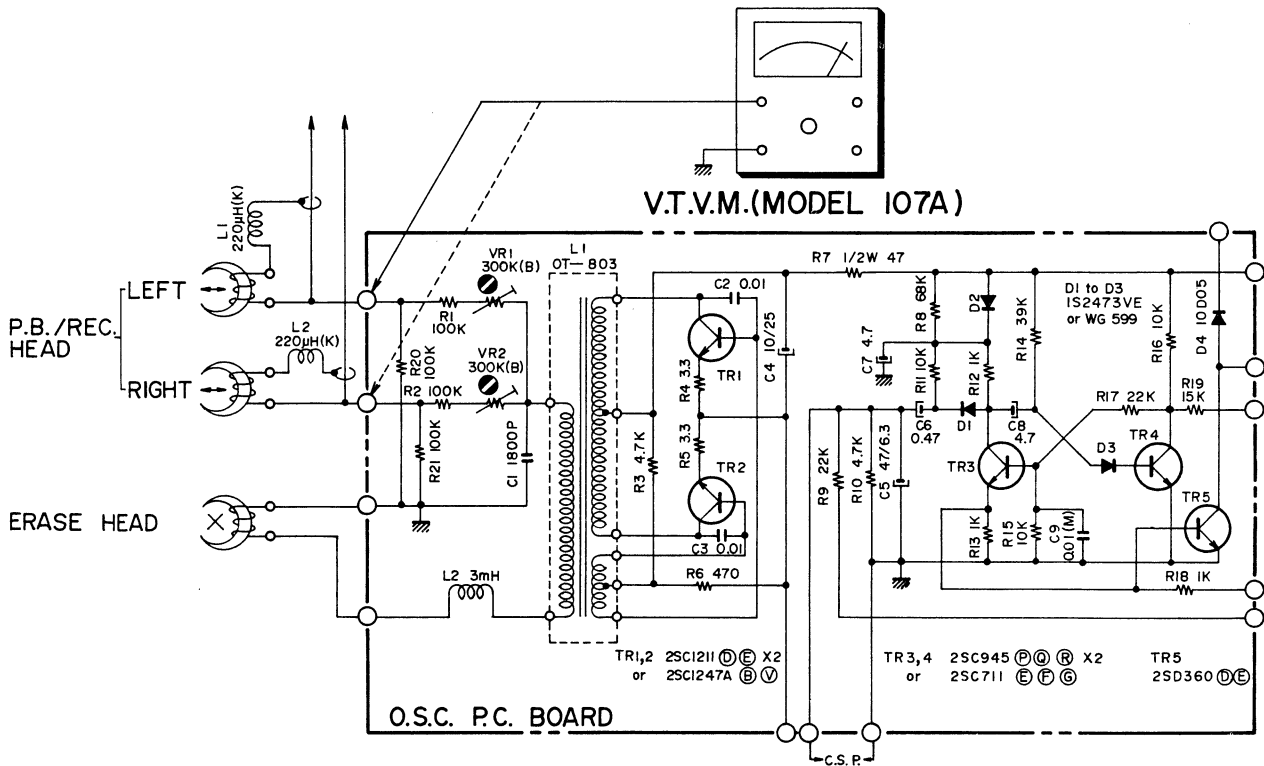 V.T.V.M.(MODEL 107A)
L1
220μH(K)
LEFT
P.B./REC.
HEAD
L2
220μH(K)
RIGHT
ERASE HEAD
VR1
300K(B)
R1
100K
R20
100K
VR2
300K(B)
R2 100K
R21 100K
C1 1800P
L2 3mH
L1
OT-803
C2 0.01
TR1
R4 3.3
R5 3.3
R3 4.7K
TR2
C3 0.01
R6 470
C4 10/25
R7 1/2W 47
R8 68K
D2
C7 4.7
R11 100K
R12 1K
R14 39K
D1 to D3
1S2473VE
or WG 599
R16 10K
D4 10D05
C6
0.47
D1
C8
4.7
R17 22K
R19
15K
R9 22K
R10 4.7K
C5 47/6.3
TR3
D3
TR4
TR5
R13 1K
R15
10K
C9
0.01(M)
R18 1K
TR1,2 2SC1211 D E X2
or 2SC1247A B V
TR3,4 2SC945 P Q R X2
or 2SC711 E F G
TR5
2SD360 D E
O.S.C. P.C. BOARD
C.S.P.